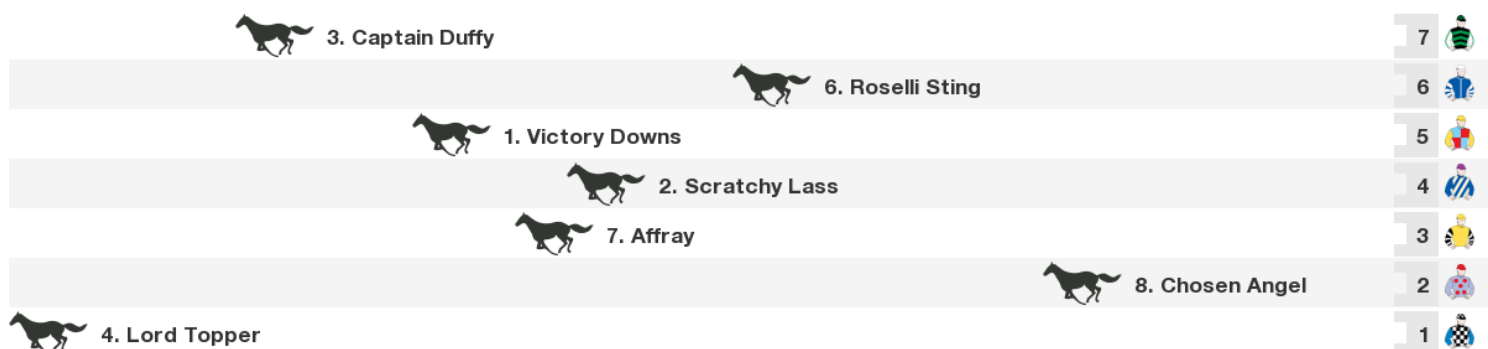 3. Captain Duffy 7
6. Roselli Sting 6
1. Victory Downs 5
2. Scratchy Lass 4
7. Affray 3
8. Chosen Angel 2
4. Lord Topper 1